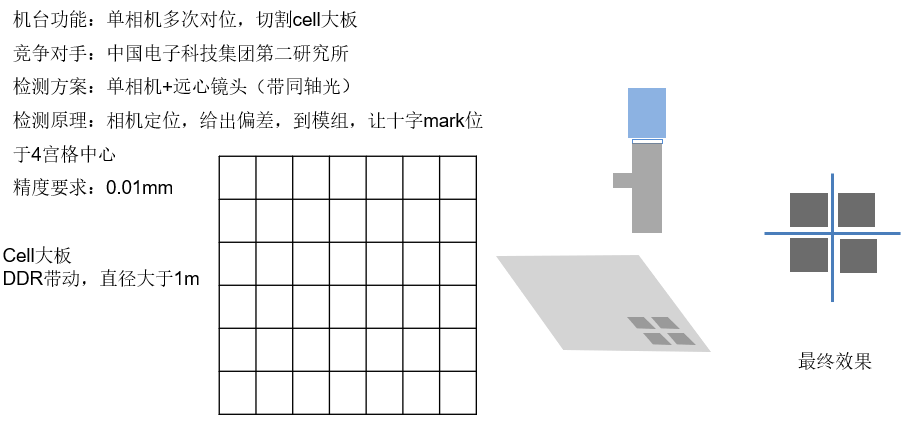 机台功能：单相机多次对位，切割cell大板
竞争对手：中国电子科技集团第二研究所
检测方案：单相机+远心镜头（带同轴光）
检测原理：相机定位，给出偏差，到模组，让十字mark位
于4宫格中心
精度要求：0.01mm
Cell大板
DDR带动，直径大于1m
最终效果